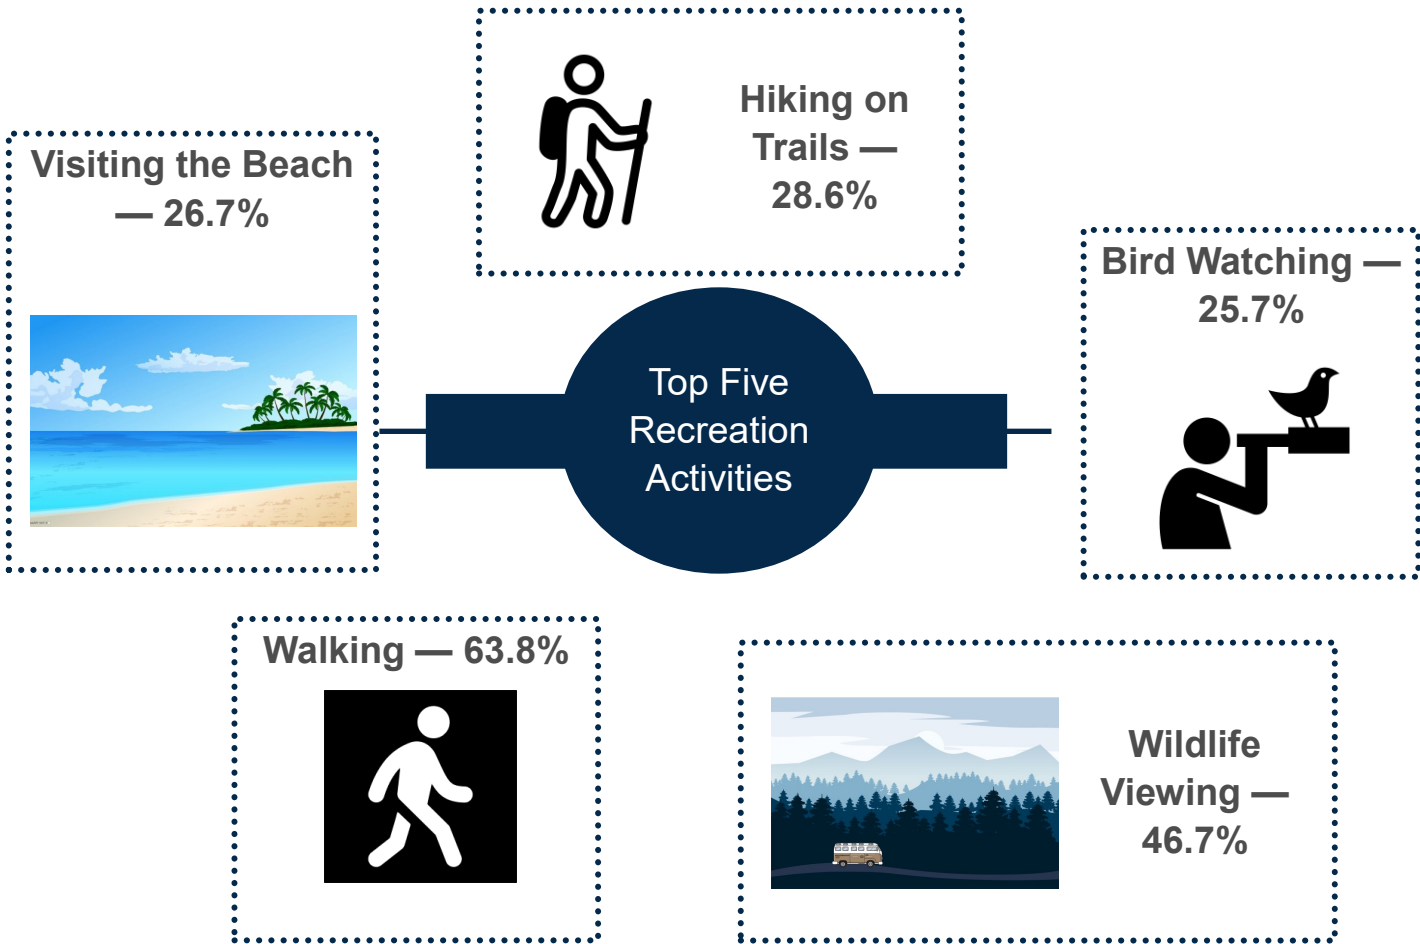 Hiking on
Trails —
28.6%
Visiting the Beach
— 26.7%
Bird Watching —
25.7%
Top Five
Recreation
Activities
Walking — 63.8%
Wildlife
Viewing —
46.7%